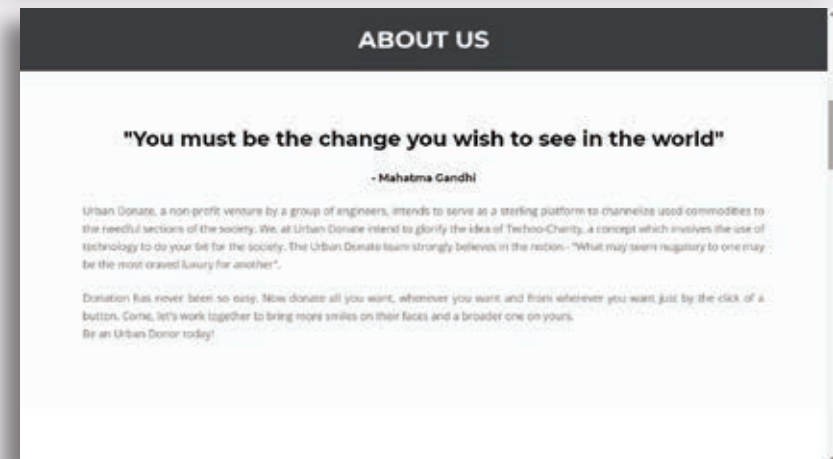 ABOUT US
"You must be the change you wish to see in the world"
- Mahatma Gandhi
Urban Donate, a non-profit venture by a group of engineers, intends to serve as a sterling platform to channelize used commodities to
the needful sections of the society. We, at Urban Donate intend to glorify the idea of Techno-Charity, a concept which involves the use of
technology to do your bit for the society. The Urban Donate team strongly believes in the notion - "What may seem nugatory to one may
be the most craved luxury for another".
Donation has never been so easy. Now donate all you want, whenever you want and from wherever you want just by the click of a
button. Come, let's work together to bring more smiles on their faces and a broader one on yours.
Be an Urban Donor today!